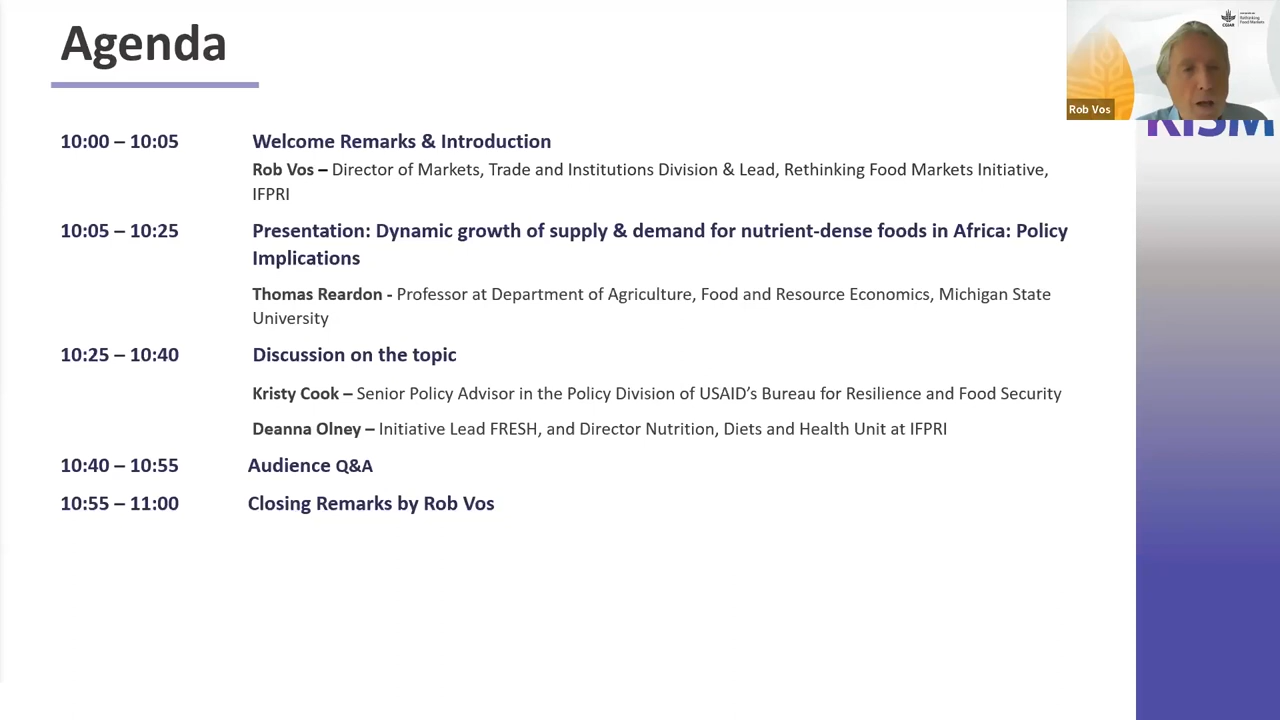 Agenda
CGIAR
Rethinking
Food Markets
Rob Vos
KISM
10:00 – 10:05 Welcome Remarks & Introduction
Rob Vos – Director of Markets, Trade and Institutions Division & Lead, Rethinking Food Markets Initiative,
IFPRI
10:05 – 10:25 Presentation: Dynamic growth of supply & demand for nutrient-dense foods in Africa: Policy
Implications
Thomas Reardon - Professor at Department of Agriculture, Food and Resource Economics, Michigan State
University
10:25 – 10:40 Discussion on the topic
Kristy Cook – Senior Policy Advisor in the Policy Division of USAID’s Bureau for Resilience and Food Security
Deanna Olney – Initiative Lead FRESH, and Director Nutrition, Diets and Health Unit at IFPRI
10:40 – 10:55 Audience Q&A
10:55 – 11:00 Closing Remarks by Rob Vos